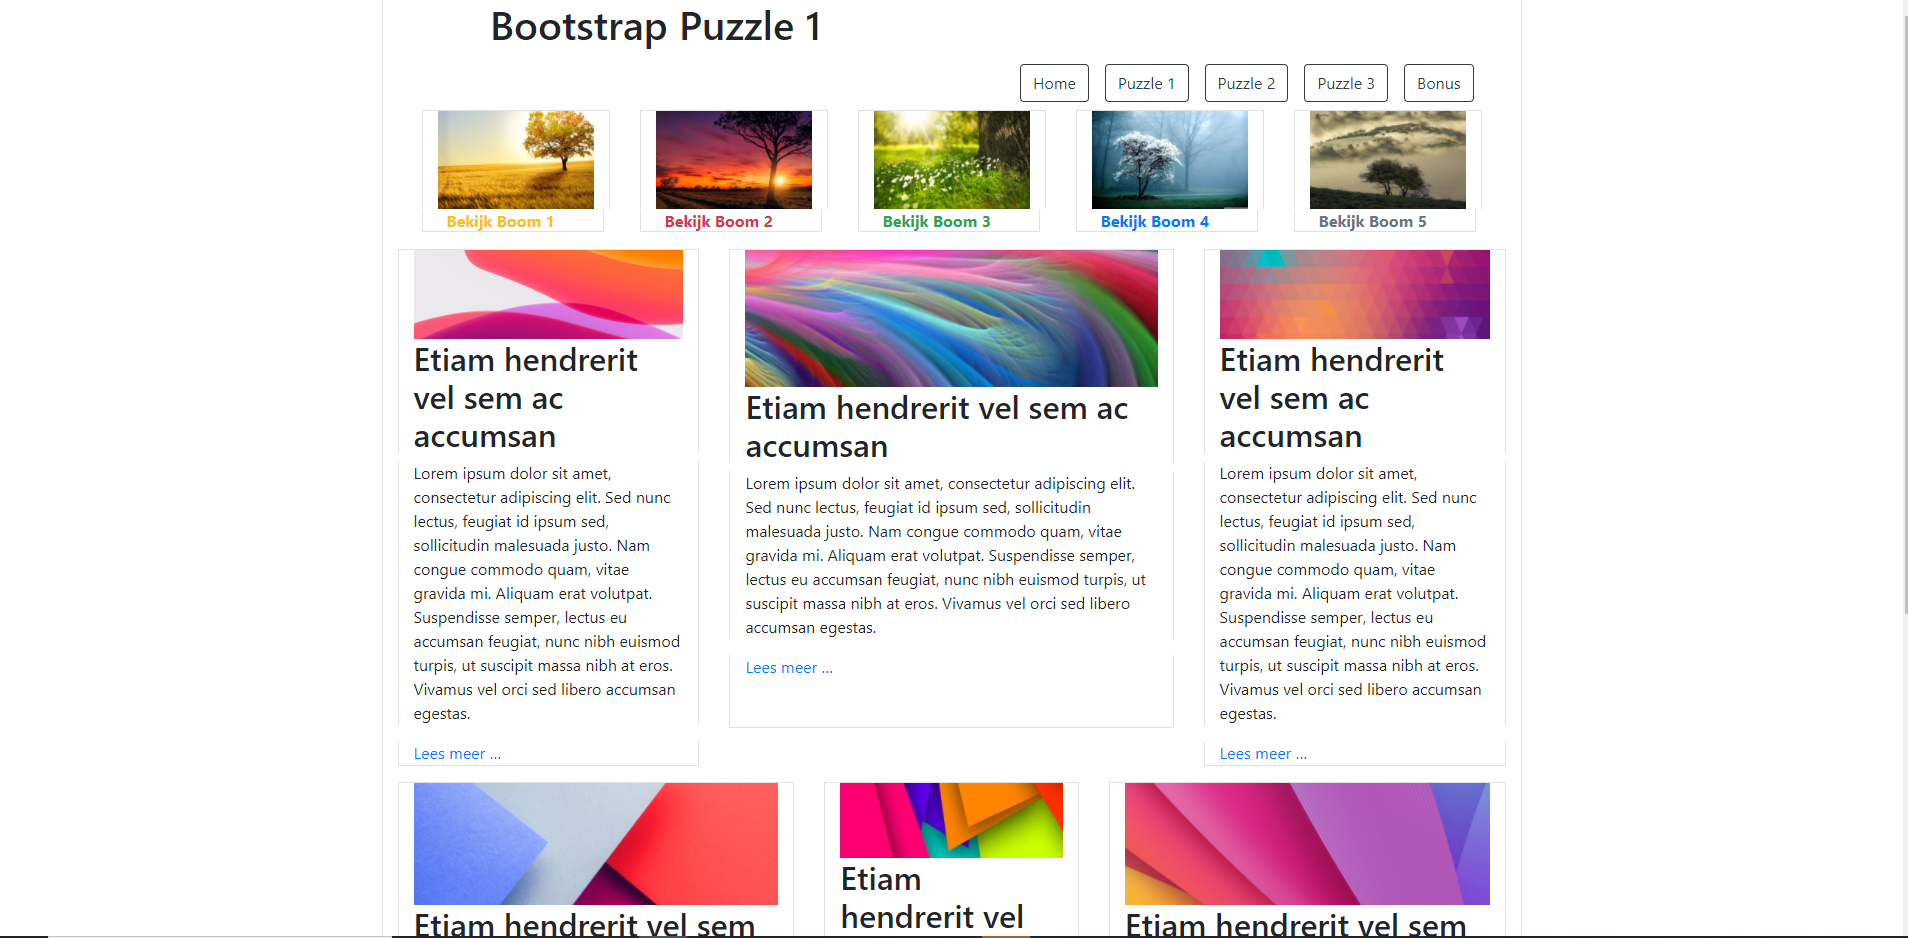 Bootstrap Puzzle 1
Home Puzzle 1 Puzzle 2 Puzzle 3 Bonus
Bekijk Boom 1 Bekijk Boom 2 Bekijk Boom 3 Bekijk Boom 4 Bekijk Boom 5
Etiam hendrerit
vel sem ac
accumsan
Lorem ipsum dolor sit amet,
consectetur adipiscing elit. Sed nunc
lectus, feugiat id ipsum sed,
sollicitudin malesuada justo. Nam
congue commodo quam, vitae
gravida mi. Aliquam erat volutpat.
Suspendisse semper, lectus eu
accumsan feugiat, nunc nibh euismod
turpis, ut suscipit massa nibh at eros.
Vivamus vel orci sed libero accumsan
egestas.
Lees meer ...
Etiam hendrerit vel sem ac
accumsan
Lorem ipsum dolor sit amet, consectetur adipiscing elit.
Sed nunc lectus, feugiat id ipsum sed, sollicitudin
malesuada justo. Nam congue commodo quam, vitae
gravida mi. Aliquam erat volutpat. Suspendisse semper,
lectus eu accumsan feugiat, nunc nibh euismod turpis, ut
suscipit massa nibh at eros. Vivamus vel orci sed libero
accumsan egestas.
Lees meer ...
Etiam hendrerit
vel sem ac
accumsan
Lorem ipsum dolor sit amet,
consectetur adipiscing elit. Sed nunc
lectus, feugiat id ipsum sed,
sollicitudin malesuada justo. Nam
congue commodo quam, vitae
gravida mi. Aliquam erat volutpat.
Suspendisse semper, lectus eu
accumsan feugiat, nunc nibh euismod
turpis, ut suscipit massa nibh at eros.
Vivamus vel orci sed libero accumsan
egestas.
Lees meer ...
Etiam hendrerit vel sem
Etiam
hendrerit vel
Etiam hendrerit vel sem